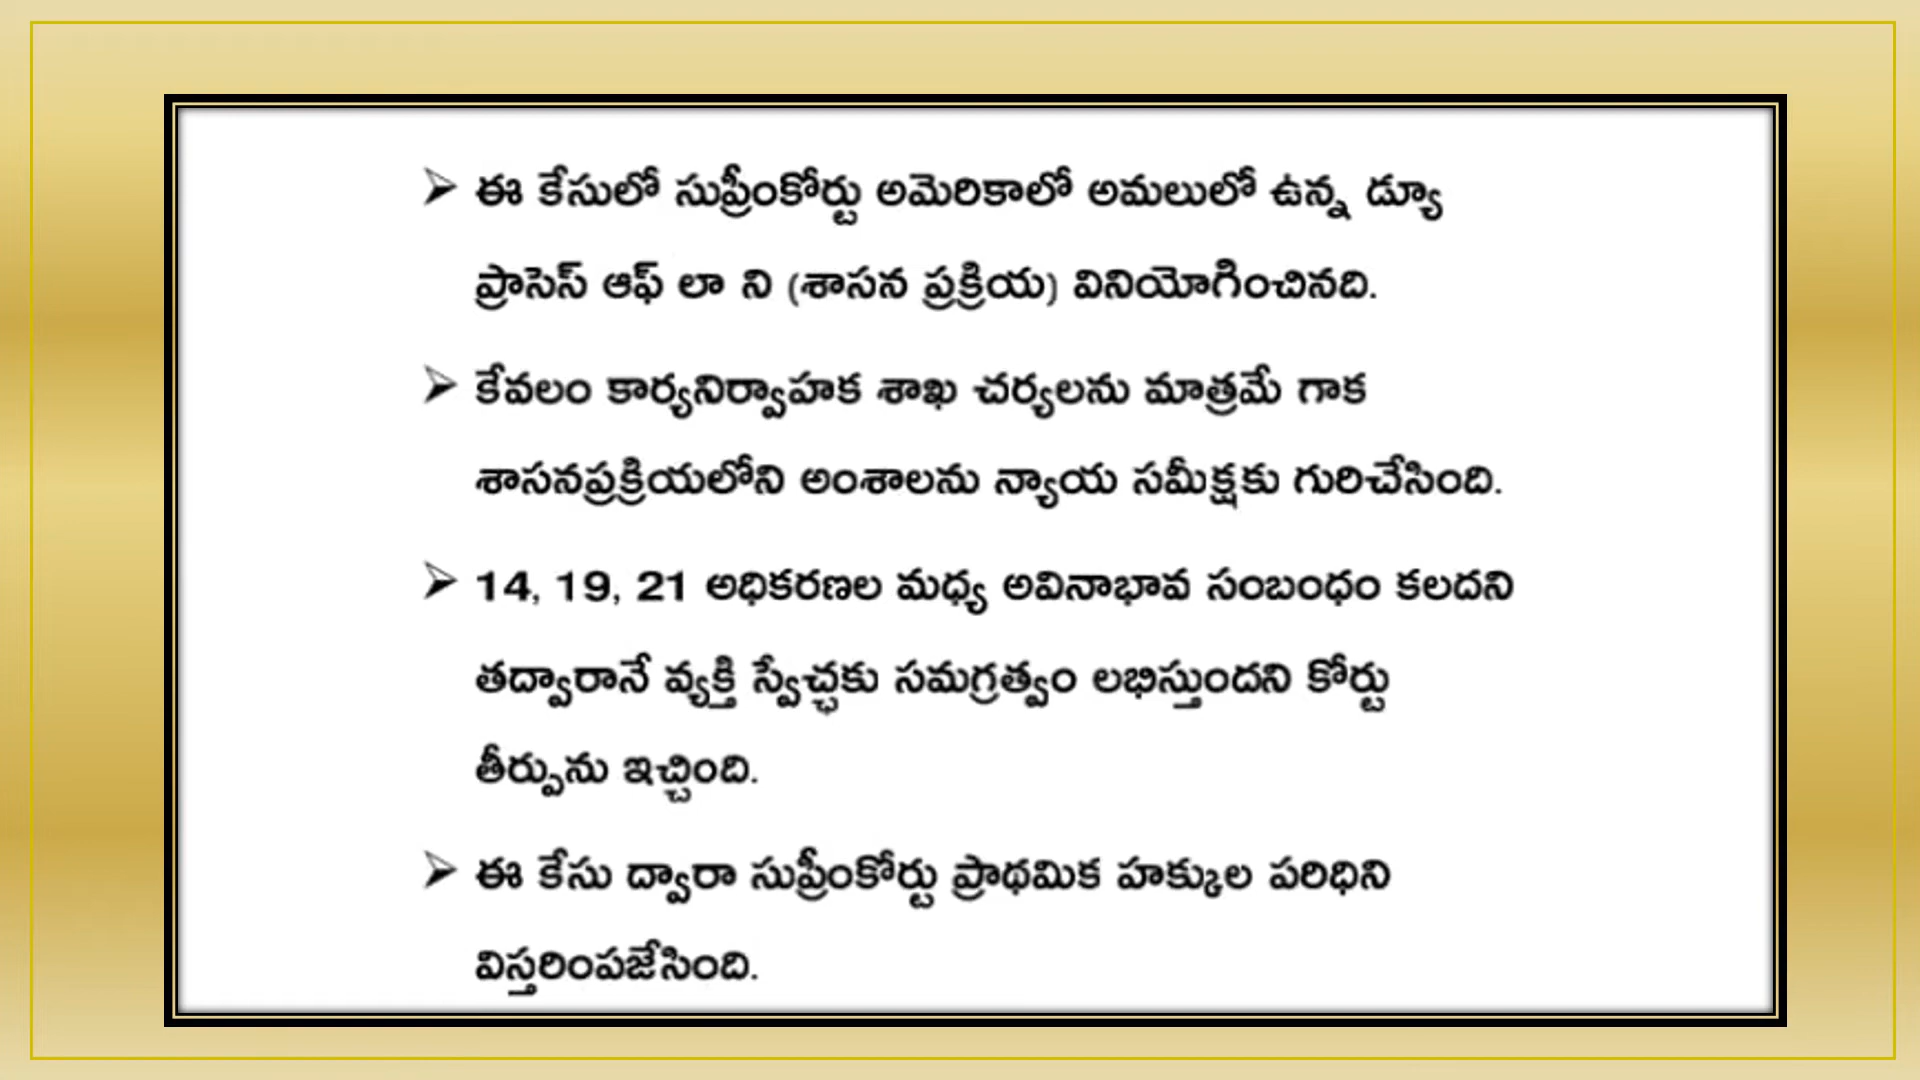 ➢ ఈ కేసులో సుప్రీంకోర్టు అమెరికాలో అమలులో ఉన్న డ్యూ
ప్రాసెస్ ఆఫ్ లా ని (శాసన ప్రక్రియ) వినియోగించినది.
➢ కేవలం కార్యనిర్వాహక శాఖ చర్యలను మాత్రమే గాక
శాసనప్రక్రియలోని అంశాలను న్యాయ సమీక్షకు గురిచేసింది.
➢ 14, 19, 21 అధికరణల మధ్య అవినాభావ సంబంధం కలదని
తద్వారానే వ్యక్తి స్వేచ్ఛకు సమగ్రత్వం లభిస్తుందని కోర్టు
తీర్పును ఇచ్చింది.
➢ ఈ కేసు ద్వారా సుప్రీంకోర్టు ప్రాథమిక హక్కుల పరిధిని
విస్తరింపజేసింది.